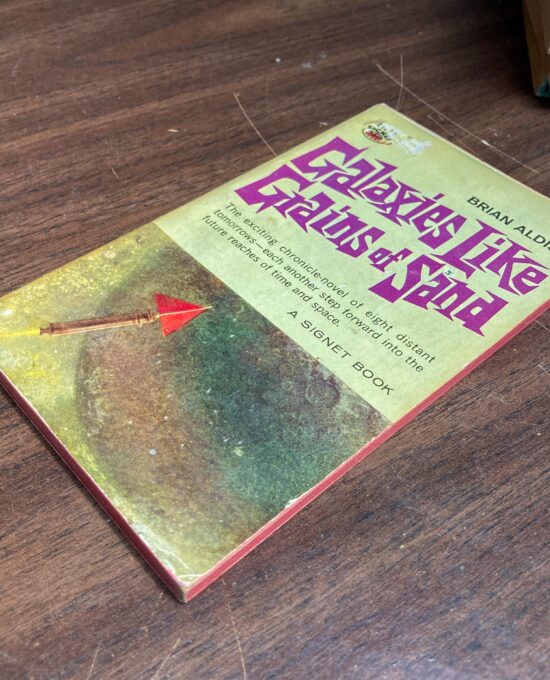 BRIAN ALD
Galaxies Like
Grains of Sand
The exciting chronicle-novel of eight distant
tomorrows—each another step forward into the
future reaches of time and space.
A SIGNET BOOK